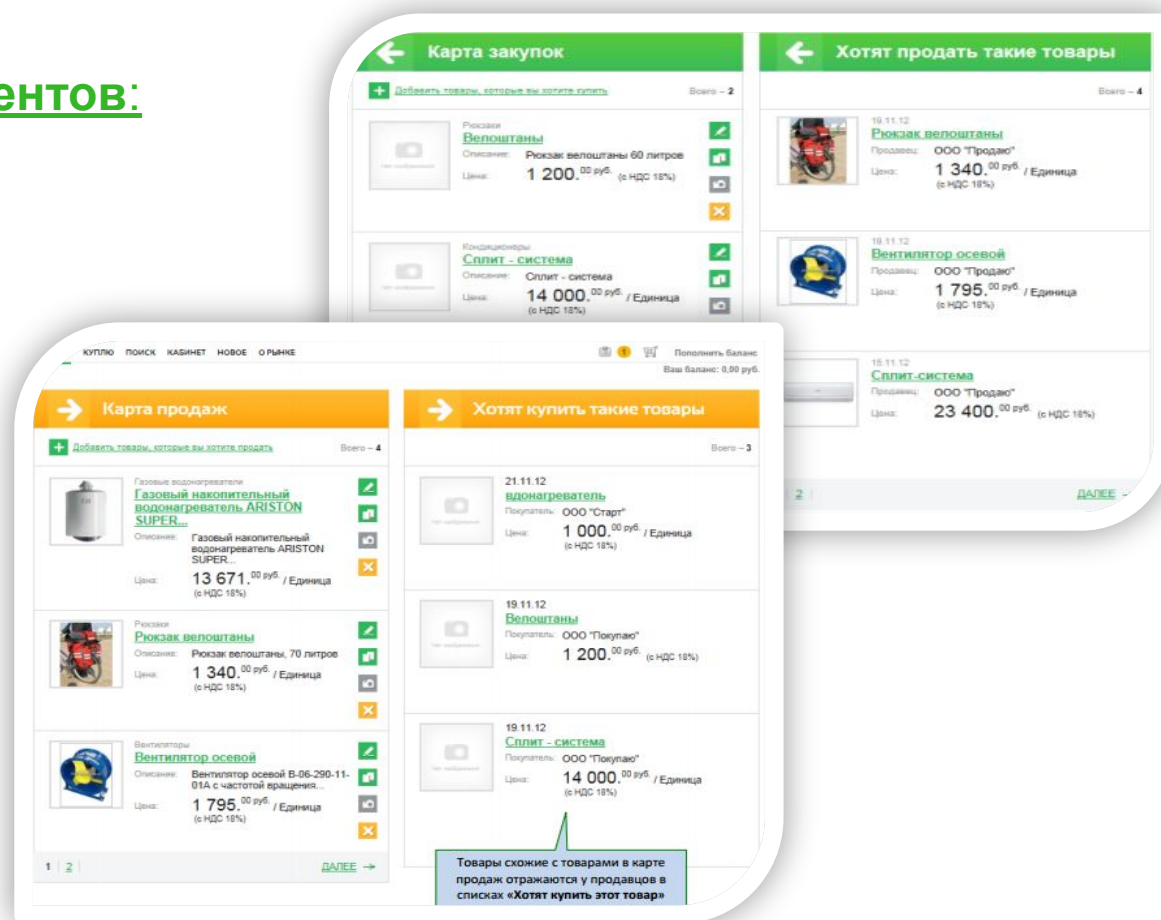 ентов:
Карта закупок
Добавить товары, которые вы хотите купить
Всего – 2
Рюкзаки
Велоштаны
Описание: Рюкзак велоштаны 60 литров
Цена: 1 200.00 руб. (с НДС 18%)
Кондиционеры
Сплит - система
Описание: Сплит - система
Цена: 14 000.00 руб. / Единица
(с НДС 18%)
Хотят продать такие товары
Всего – 4
19.11.12
Рюкзак велоштаны
Продавец: ООО "Продаю"
Цена: 1 340.00 руб. / Единица
(с НДС 18%)
19.11.12
Вентилятор осевой
Продавец: ООО "Продаю"
Цена: 1 795.00 руб. / Единица
(с НДС 18%)
15.11.12
Сплит-система
Продавец: ООО "Продаю"
Цена: 23 400.00 руб. (с НДС 18%)
2
ДАЛЕЕ →
КУПЛЮ ПОИСК КАБИНЕТ НОВОЕ О РЫНКЕ
1 Пополнить баланс
Ваш баланс: 0,00 руб.
Карта продаж
Добавить товары, которые вы хотите продать
Всего – 4
Газовые водонагреватели
Газовый накопительный
водонагреватель ARISTON
SUPER...
Описание: Газовый накопительный
водонагреватель ARISTON
SUPER...
Цена: 13 671.00 руб. / Единица
(с НДС 18%)
Рюкзаки
Рюкзак велоштаны
Описание: Рюкзак велоштаны, 70 литров
Цена: 1 340.00 руб. / Единица
(с НДС 18%)
Вентиляторы
Вентилятор осевой
Описание: Вентилятор осевой В-06-290-11-
01А с частотой вращения...
Цена: 1 795.00 руб. / Единица
(с НДС 18%)
1 | 2 |
ДАЛЕЕ →
Хотят купить такие товары
Всего – 3
21.11.12
вдонагреватель
Покупатель: ООО "Старт"
Цена: 1 000.00 руб. / Единица
(с НДС 18%)
19.11.12
Велоштаны
Покупатель: ООО "Покупаю"
Цена: 1 200.00 руб. (с НДС 18%)
19.11.12
Сплит - система
Покупатель: ООО "Покупаю"
Цена: 14 000.00 руб. / Единица
(с НДС 18%)
Товары схожие с товарами в карте
продаж отражаются у продавцов в
списках «Хотят купить этот товар»